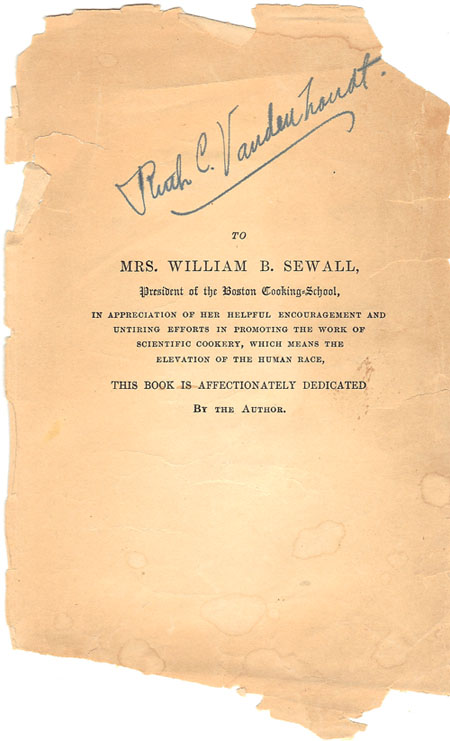 Ruth C. Vandenhoudt.
TO
MRS. WILLIAM B. SEWALL,
President of the Boston Cooking-School,
IN APPRECIATION OF HER HELPFUL ENCOURAGEMENT AND
UNTIRING EFFORTS IN PROMOTING THE WORK OF
SCIENTIFIC COOKERY, WHICH MEANS THE
ELEVATION OF THE HUMAN RACE,
THIS BOOK IS AFFECTIONATELY DEDICATED
BY THE AUTHOR.